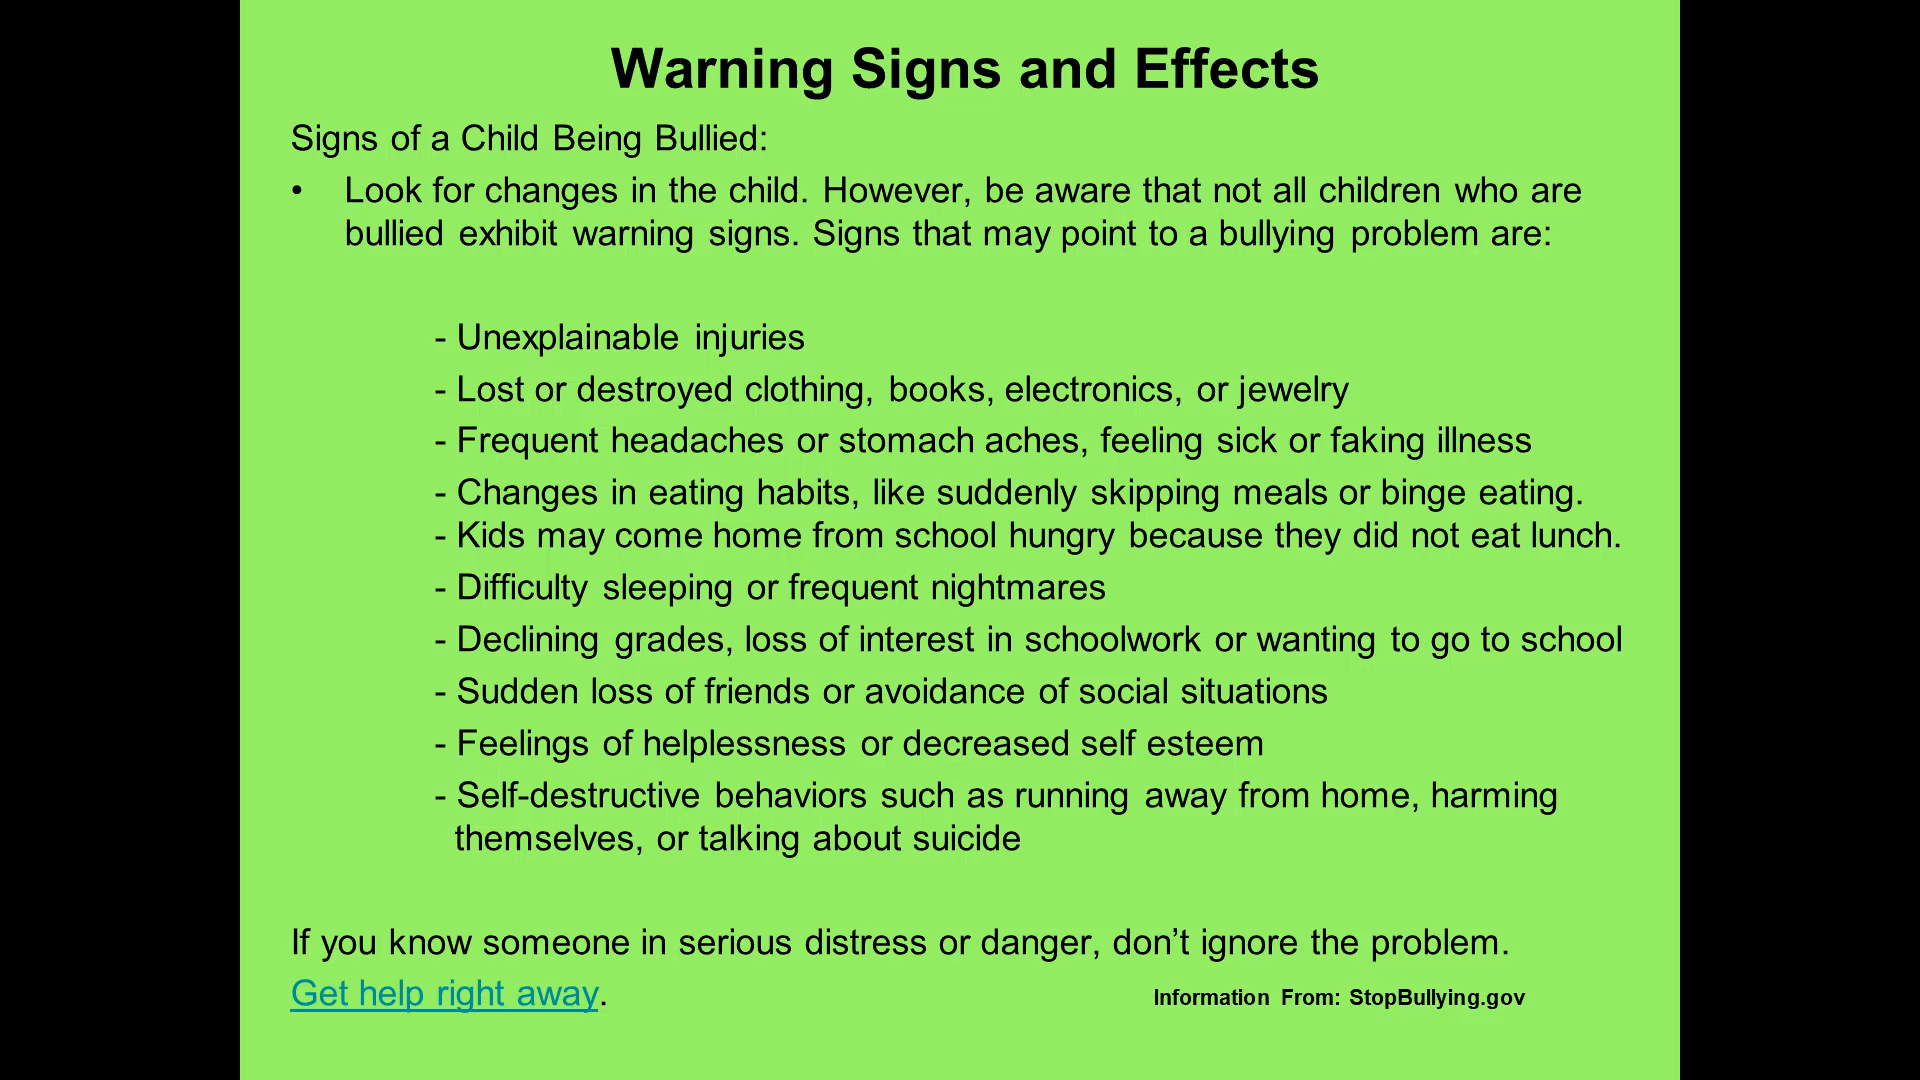 Warning Signs and Effects
Signs of a Child Being Bullied:
• Look for changes in the child. However, be aware that not all children who are
bullied exhibit warning signs. Signs that may point to a bullying problem are:
- Unexplainable injuries
- Lost or destroyed clothing, books, electronics, or jewelry
- Frequent headaches or stomach aches, feeling sick or faking illness
- Changes in eating habits, like suddenly skipping meals or binge eating.
- Kids may come home from school hungry because they did not eat lunch.
- Difficulty sleeping or frequent nightmares
- Declining grades, loss of interest in schoolwork or wanting to go to school
- Sudden loss of friends or avoidance of social situations
- Feelings of helplessness or decreased self esteem
- Self-destructive behaviors such as running away from home, harming
themselves, or talking about suicide
If you know someone in serious distress or danger, don’t ignore the problem.
Get help right away.
Information From: StopBullying.gov